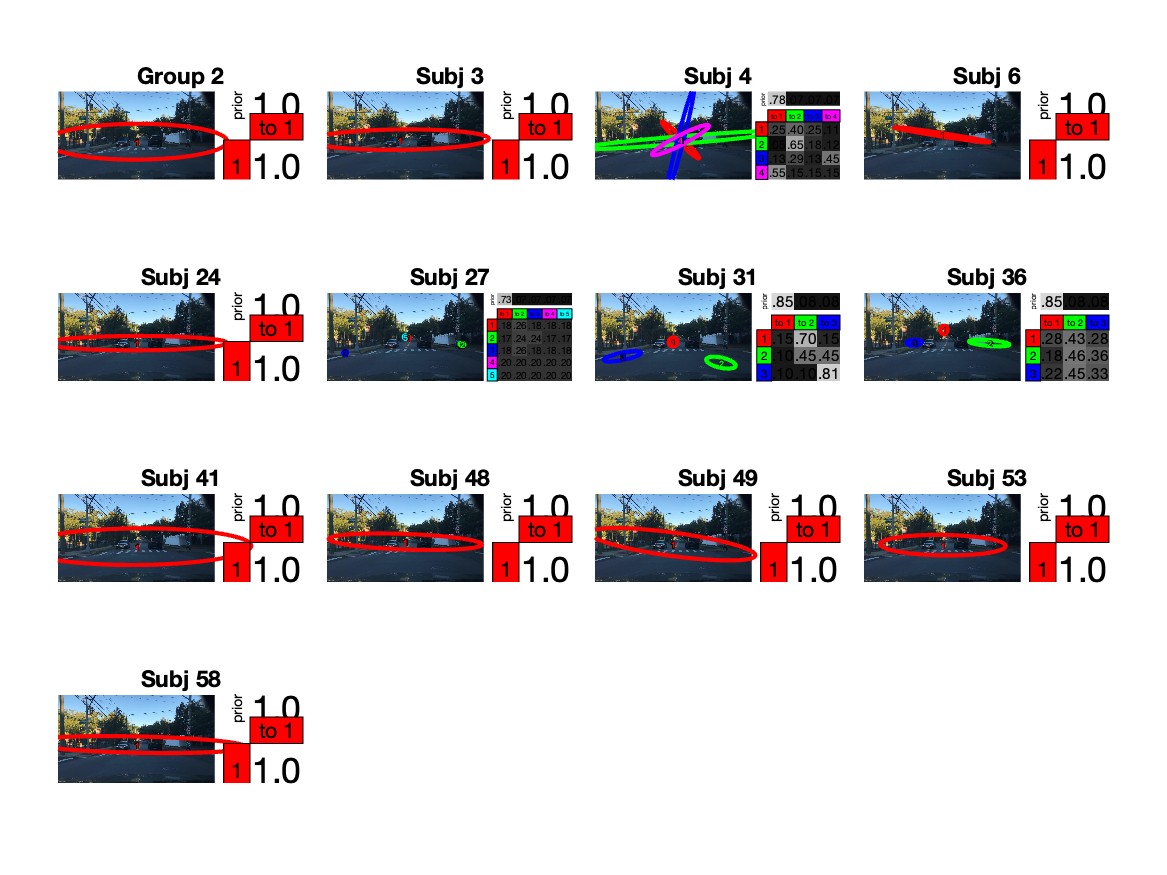 Group 2
prior 1.0
to 1
1 1.0
Subj 3
prior 1.0
to 1
1 1.0
Subj 4
prior .78 .07 .07 .07
to 1 to 2 to 4
1 .25 .40 .25 .11
2 .65 .18 .12
3 .13 .29 .13 .45
4 .55 .15 .15 .15
Subj 6
prior 1.0
to 1
1 1.0
Subj 24
prior 1.0
to 1
1 1.0
Subj 27
prior .73 .07 .07 .07 .07
to 1 to 2 to 4 to 5
1 .18 .26 .18 .18 .18
2 .17 .24 .24 .17 .17
.18 .26 .18 .18 .18
4 .20 .20 .20 .20 .20
5 .20 .20 .20 .20 .20
Subj 31
prior .85 .08 .08
to 1 to 2 to 3
1 .15 .70 .15
2 .10 .45 .45
3 .10 .10 .81
Subj 36
prior .85 .08 .08
to 1 to 2 to 3
1 .28 .43 .28
2 .18 .46 .36
3 .22 .45 .33
Subj 41
prior 1.0
to 1
1 1.0
Subj 48
prior 1.0
to 1
1 1.0
Subj 49
prior 1.0
to 1
1 1.0
Subj 53
prior 1.0
to 1
1 1.0
Subj 58
prior 1.0
to 1
1 1.0